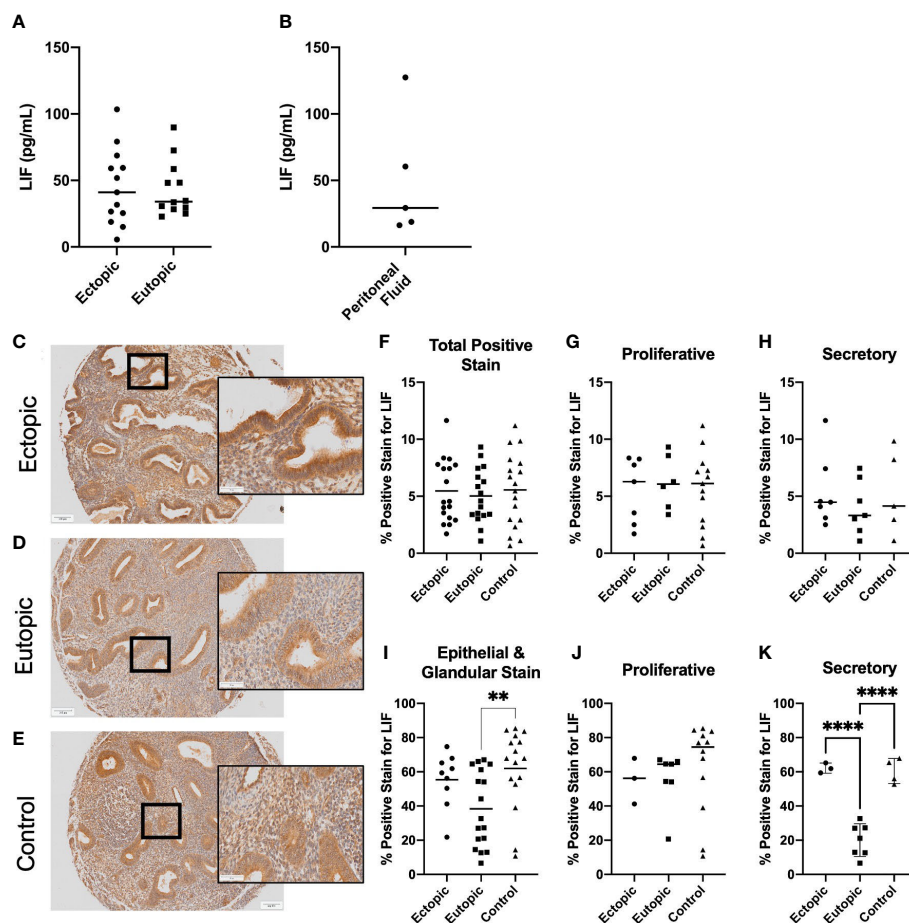 A
150
100
50
0
LIF (pg/mL)
Ectopic
Eutopic
B
150
100
50
0
LIF (pg/mL)
Peritoneal
Fluid
C
Ectopic
D
Eutopic
E
Control
F
Total Positive
Stain
15
10
5
0
% Positive Stain for LIF
Ectopic
Eutopic
Control
G
Proliferative
15
10
5
0
% Positive Stain for LIF
Ectopic
Eutopic
Control
H
Secretory
15
10
5
0
% Positive Stain for LIF
Ectopic
Eutopic
Control
I
Epithelial &
Glandular Stain
100
80
60
40
20
0
% Positive Stain for LIF
**
Ectopic
Eutopic
Control
J
Proliferative
100
80
60
40
20
0
% Positive Stain for LIF
Ectopic
Eutopic
Control
K
Secretory
100
80
60
40
20
0
% Positive Stain for LIF
****
****
Ectopic
Eutopic
Control